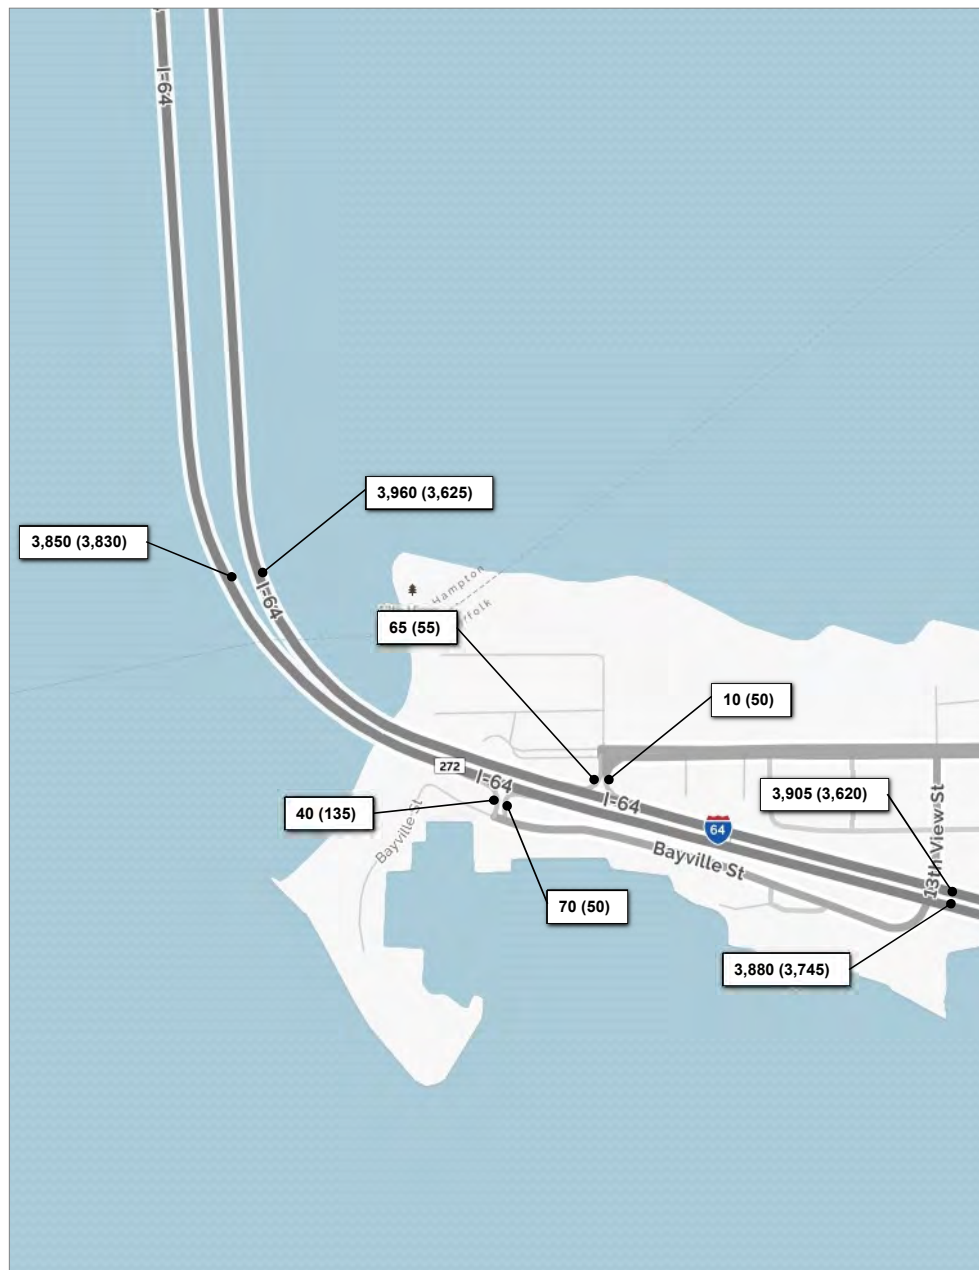 I-64
3,960 (3,625)
3,850 (3,830)
I-64
Hampton
65 (55)
10 (50)
272
I-64
I-64
3,905 (3,620)
40 (135)
64
Bayville St
Bayville St
13th View St
70 (50)
3,880 (3,745)